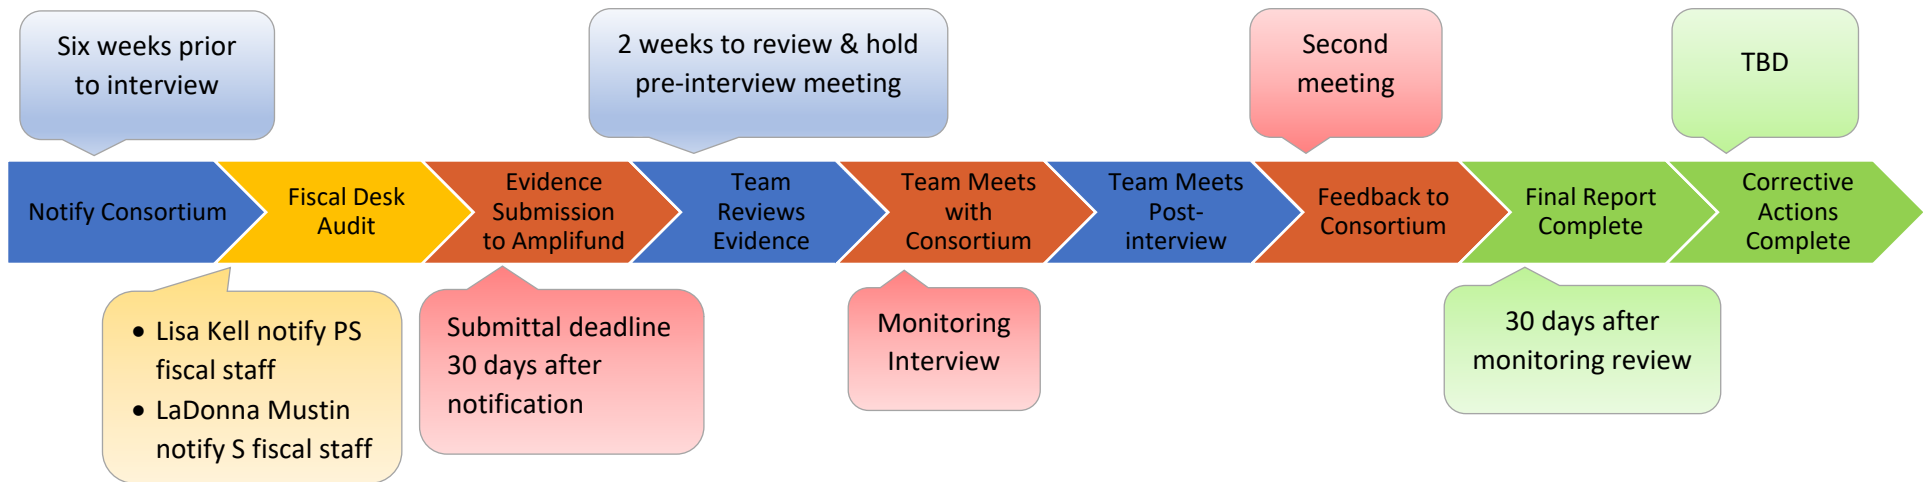 Six weeks prior
to interview
2 weeks to review & hold
pre-interview meeting
Second
meeting
TBD
Notify Consortium
Fiscal Desk
Audit
Evidence
Submission
to Amplifund
Team
Reviews
Evidence
Team Meets
with
Consortium
Team Meets
Post-
interview
Feedback to
Consortium
Final Report
Complete
Corrective
Actions
Complete
• Lisa Kell notify PS
fiscal staff
• LaDonna Mustin
notify S fiscal staff
Submittal deadline
30 days after
notification
Monitoring
Interview
30 days after
monitoring review